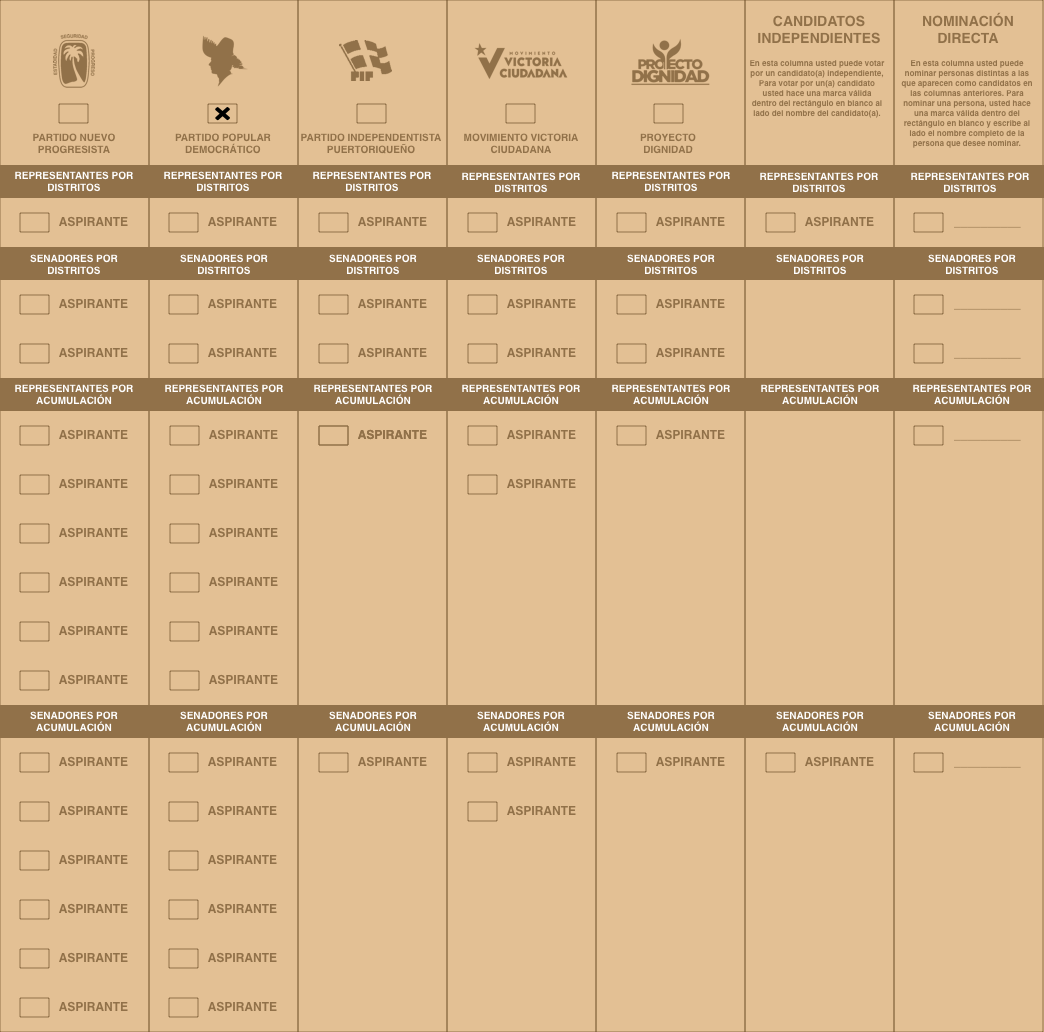 SEGURIDAD
ESTADIDAD
PROGRESO
PARTIDO NUEVO
PROGRESISTA
PARTIDO POPULAR
DEMOCRÁTICO
PIP
PARTIDO INDEPENDENTISTA
PUERTORIQUEÑO
MOVIMIENTO
VICTORIA
CIUDADANA
MOVIMIENTO VICTORIA
CIUDADANA
PROYECTO
DIGNIDAD
PROYECTO
DIGNIDAD
CANDIDATOS
INDEPENDIENTES
En esta columna usted puede votar
por un candidato(a) independiente,
Para votar por un(a) candidato
usted hace una marca válida
dentro del rectángulo en blanco al
lado del nombre del candidato(a).
NOMINACIÓN
DIRECTA
En esta columna usted puede
nominar personas distintas a las
que aparecen como candidatos en
las columnas anteriores. Para
nominar una persona, usted hace
una marca válida dentro del
rectángulo en blanco y escribe al
lado el nombre completo de la
persona que desee nominar.
REPRESENTANTES POR REPRESENTANTES POR REPRESENTANTES POR REPRESENTANTES POR REPRESENTANTES POR REPRESENTANTES POR REPRESENTANTES POR
DISTRITOS DISTRITOS DISTRITOS DISTRITOS DISTRITOS DISTRITOS DISTRITOS
ASPIRANTE ASPIRANTE ASPIRANTE ASPIRANTE ASPIRANTE ASPIRANTE
SENADORES POR SENADORES POR SENADORES POR SENADORES POR SENADORES POR SENADORES POR SENADORES POR
DISTRITOS DISTRITOS DISTRITOS DISTRITOS DISTRITOS DISTRITOS DISTRITOS
ASPIRANTE ASPIRANTE ASPIRANTE ASPIRANTE ASPIRANTE
ASPIRANTE ASPIRANTE ASPIRANTE ASPIRANTE ASPIRANTE
REPRESENTANTES POR REPRESENTANTES POR REPRESENTANTES POR REPRESENTANTES POR REPRESENTANTES POR REPRESENTANTES POR REPRESENTANTES POR
ACUMULACIÓN ACUMULACIÓN ACUMULACIÓN ACUMULACIÓN ACUMULACIÓN ACUMULACIÓN ACUMULACIÓN
ASPIRANTE ASPIRANTE ASPIRANTE ASPIRANTE ASPIRANTE
ASPIRANTE ASPIRANTE ASPIRANTE
ASPIRANTE ASPIRANTE
ASPIRANTE ASPIRANTE
ASPIRANTE ASPIRANTE
ASPIRANTE ASPIRANTE
SENADORES POR SENADORES POR SENADORES POR SENADORES POR SENADORES POR SENADORES POR SENADORES POR
ACUMULACIÓN ACUMULACIÓN ACUMULACIÓN ACUMULACIÓN ACUMULACIÓN ACUMULACIÓN ACUMULACIÓN
ASPIRANTE ASPIRANTE ASPIRANTE ASPIRANTE ASPIRANTE ASPIRANTE
ASPIRANTE ASPIRANTE ASPIRANTE
ASPIRANTE ASPIRANTE
ASPIRANTE ASPIRANTE
ASPIRANTE ASPIRANTE
ASPIRANTE ASPIRANTE